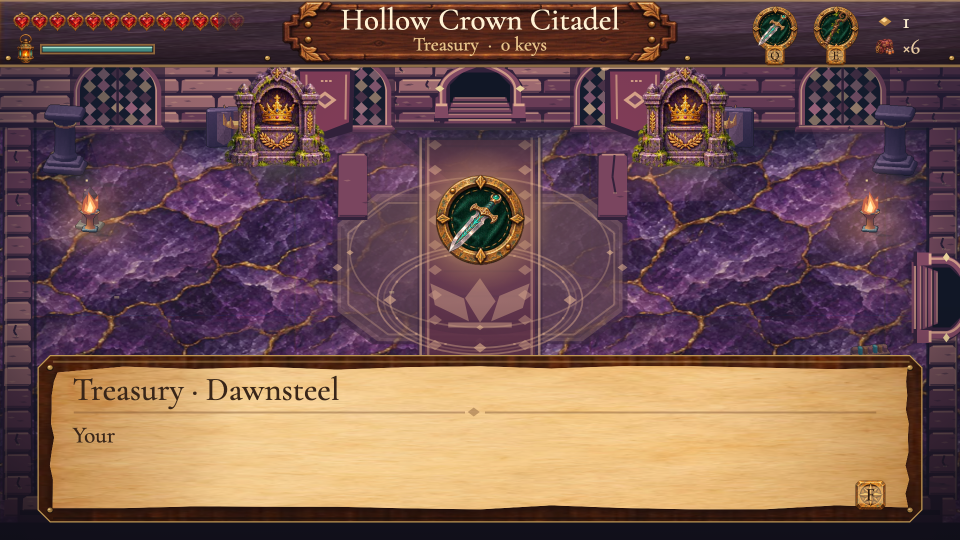 Hollow Crown Citadel
Treasury · 0 keys
Q
1
×6
Treasury · Dawnsteel
Your
F